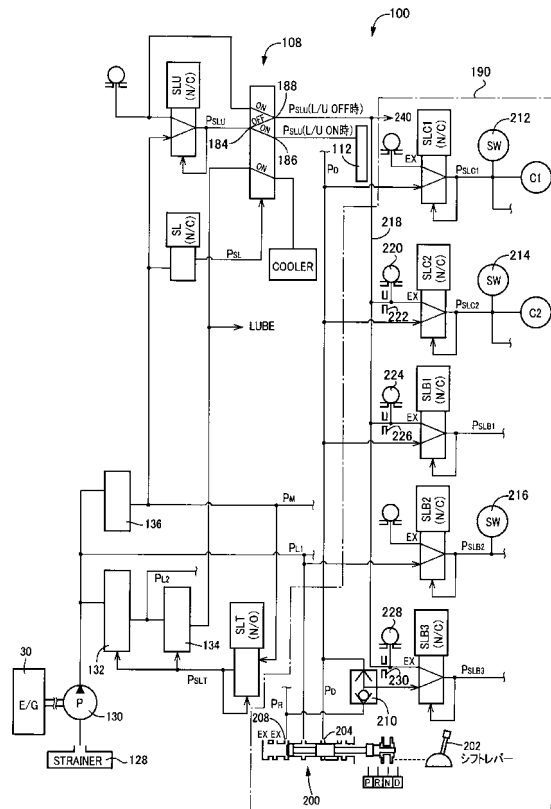 100
108
190
SLU (N/C)
ON
OFF
ON
ON
188
184
186
PSLU
PSLU(L/U OFF時)
PSLU(L/U ON時)
240
112
PD
EX
SLC1 (N/C)
PSLC1
212
SW
C1
218
SL (N/C)
PSL
COOLER
LUBE
220
222
EX
SLC2 (N/C)
PSLC2
214
SW
C2
224
226
EX
SLB1 (N/C)
PSLB1
136
PM
PL1
EX
SLB2 (N/C)
PSLB2
216
SW
PL2
132
134
SLT (N/O)
PSLT
30
E/G
P
130
STRAINER
128
228
230
EX
SLB3 (N/C)
PSLB3
PR
PD
210
208
204
EX EX
200
202
シフトレバー
P R N D